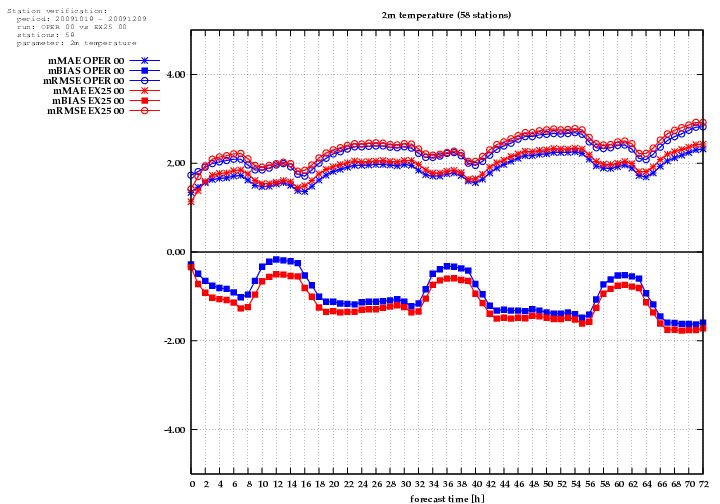 Station verification:
period: 20091010 - 20091209
run: OPER 00 vs EX25 00
stations: 58
parameter: 2m temperature
2m temperature (58 stations)
mMAE OPER 00
mBIAS OPER 00
mRMSE OPER 00
mMAE EX25 00
mBIAS EX25 00
mRMSE EX25 00
4.00
2.00
0.00
-2.00
-4.00
0 2 4 6 8 10 12 14 16 18 20 22 24 26 28 30 32 34 36 38 40 42 44 46 48 50 52 54 56 58 60 62 64 66 68 70 72
forecast time [h]